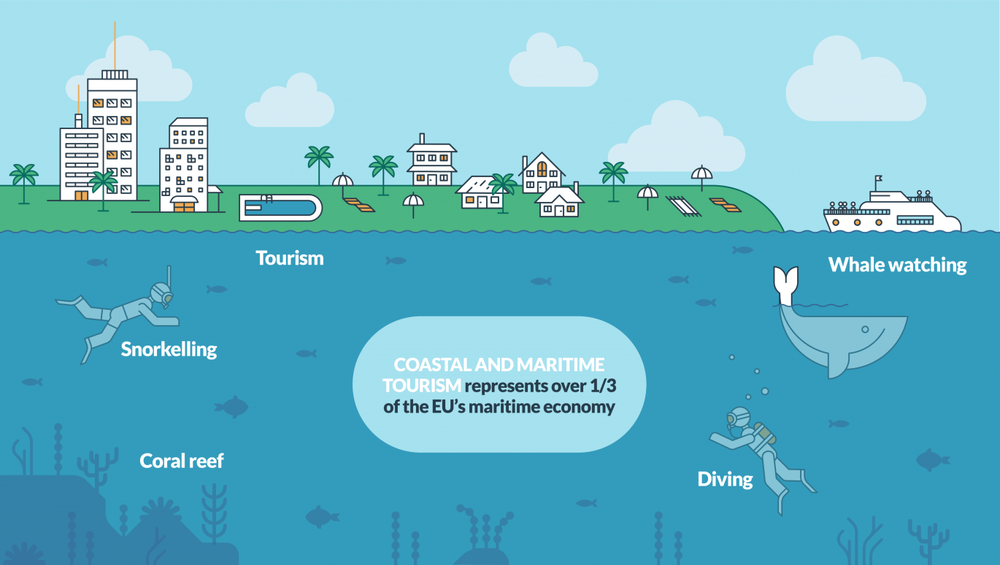 Tourism
Whale watching
Snorkelling
COASTAL AND MARITIME
TOURISM represents over 1/3
of the EU’s maritime economy
Coral reef
Diving